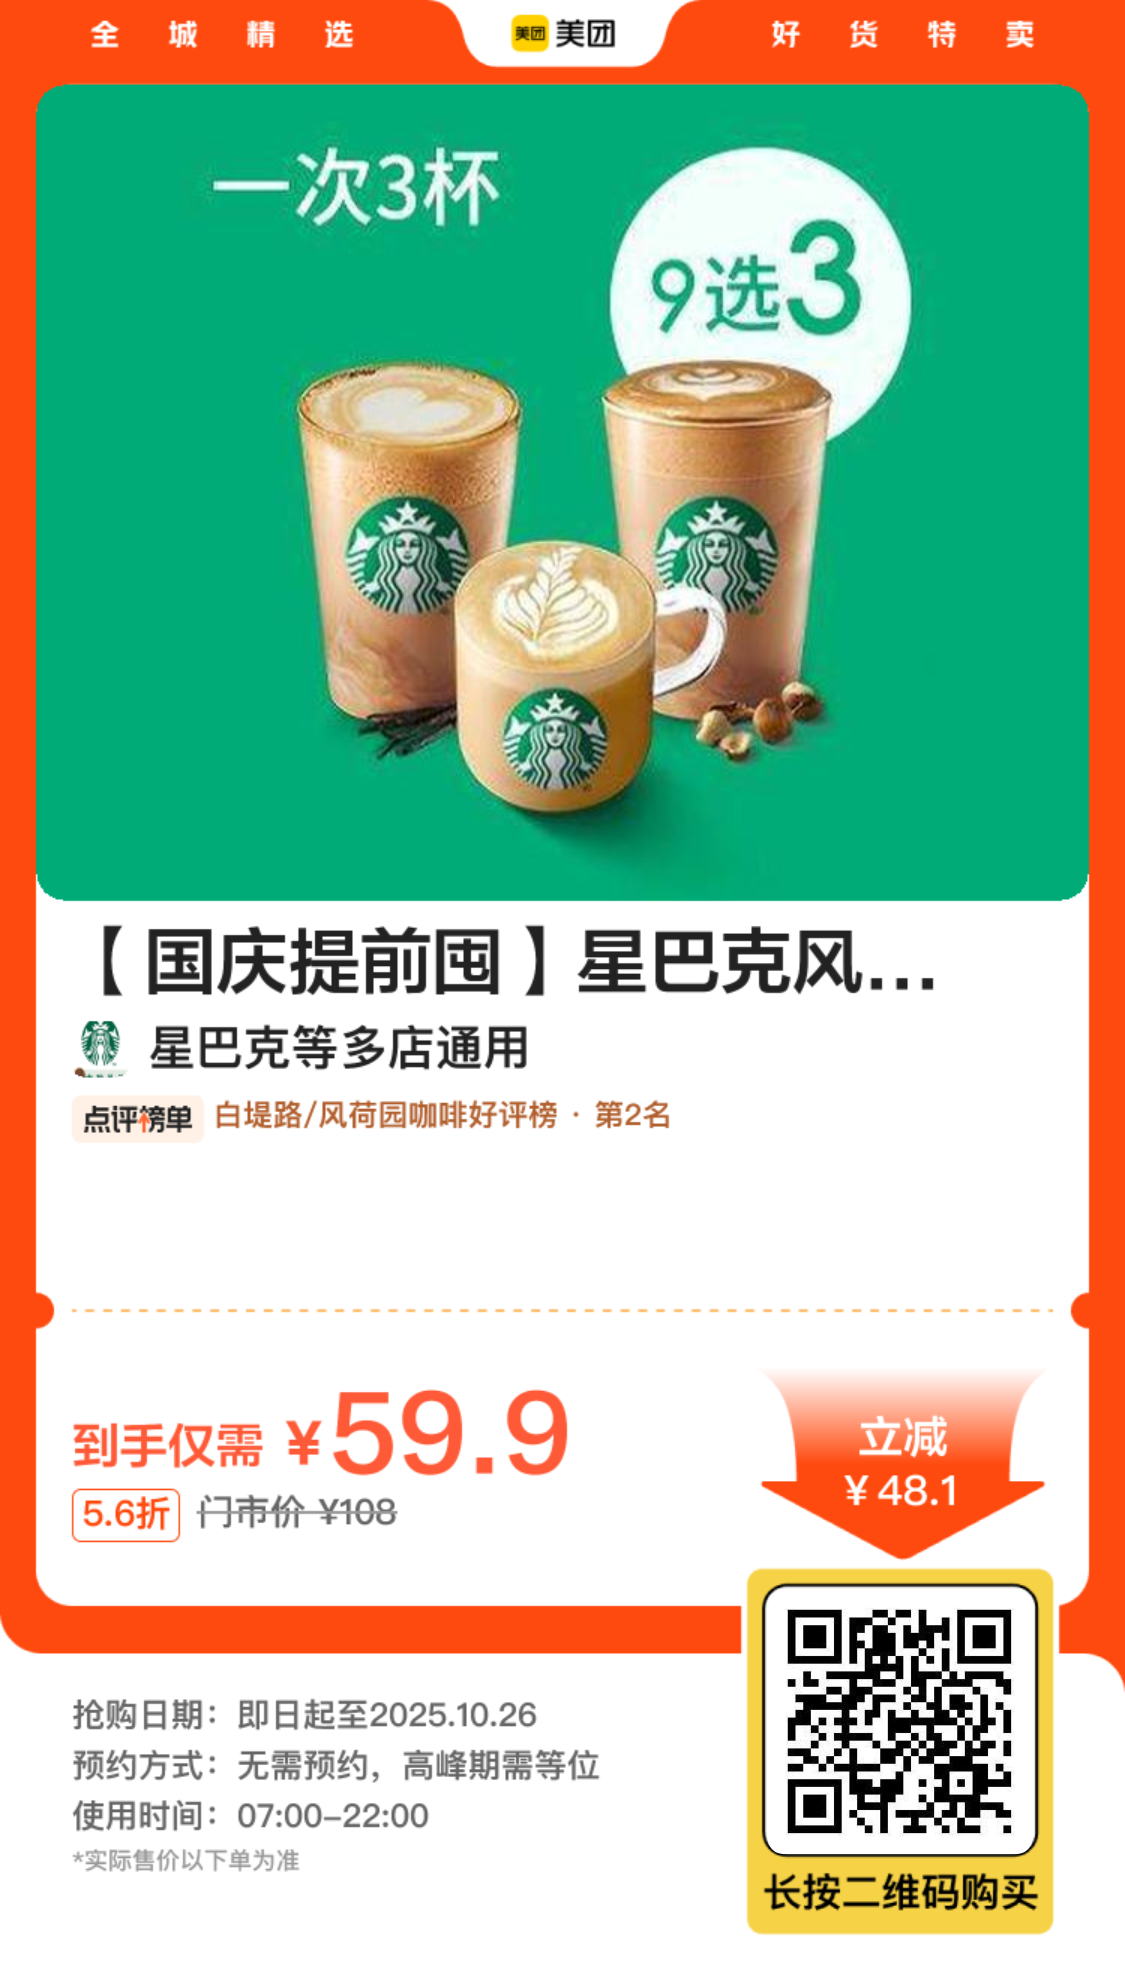 全城精选
美团 美团
好货特卖
一次3杯
9选3
【国庆提前囤】星巴克风...
星巴克等多店通用
点评榜单 白堤路/风荷园咖啡好评榜 · 第2名
到手仅需 ¥59.9
5.6折 门市价 ¥108
立减
¥48.1
抢购日期：即日起至2025.10.26
预约方式：无需预约，高峰期需等位
使用时间：07:00-22:00
*实际售价以下单为准
长按二维码购买